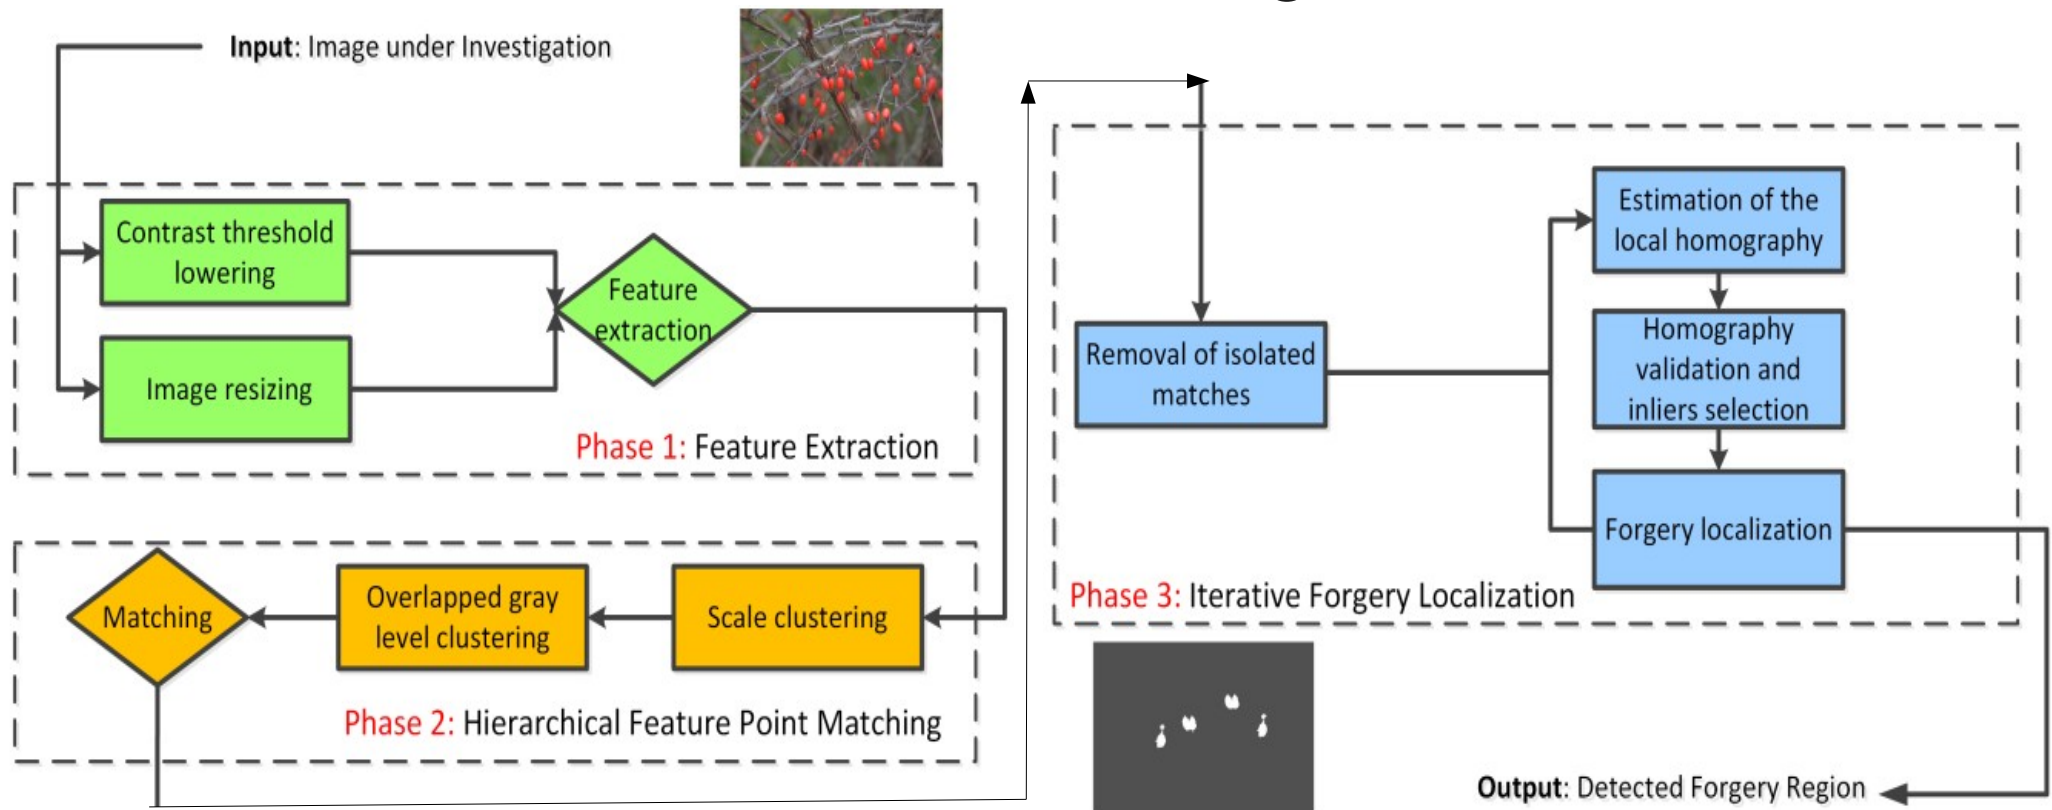 Input: Image under Investigation
Contrast threshold
lowering
Image resizing
Feature
extraction
Phase 1: Feature Extraction
Matching
Overlapped gray
level clustering
Scale clustering
Phase 2: Hierarchical Feature Point Matching
Removal of isolated
matches
Estimation of the
local homography
Homography
validation and
inliers selection
Forgery localization
Phase 3: Iterative Forgery Localization
Output: Detected Forgery Region